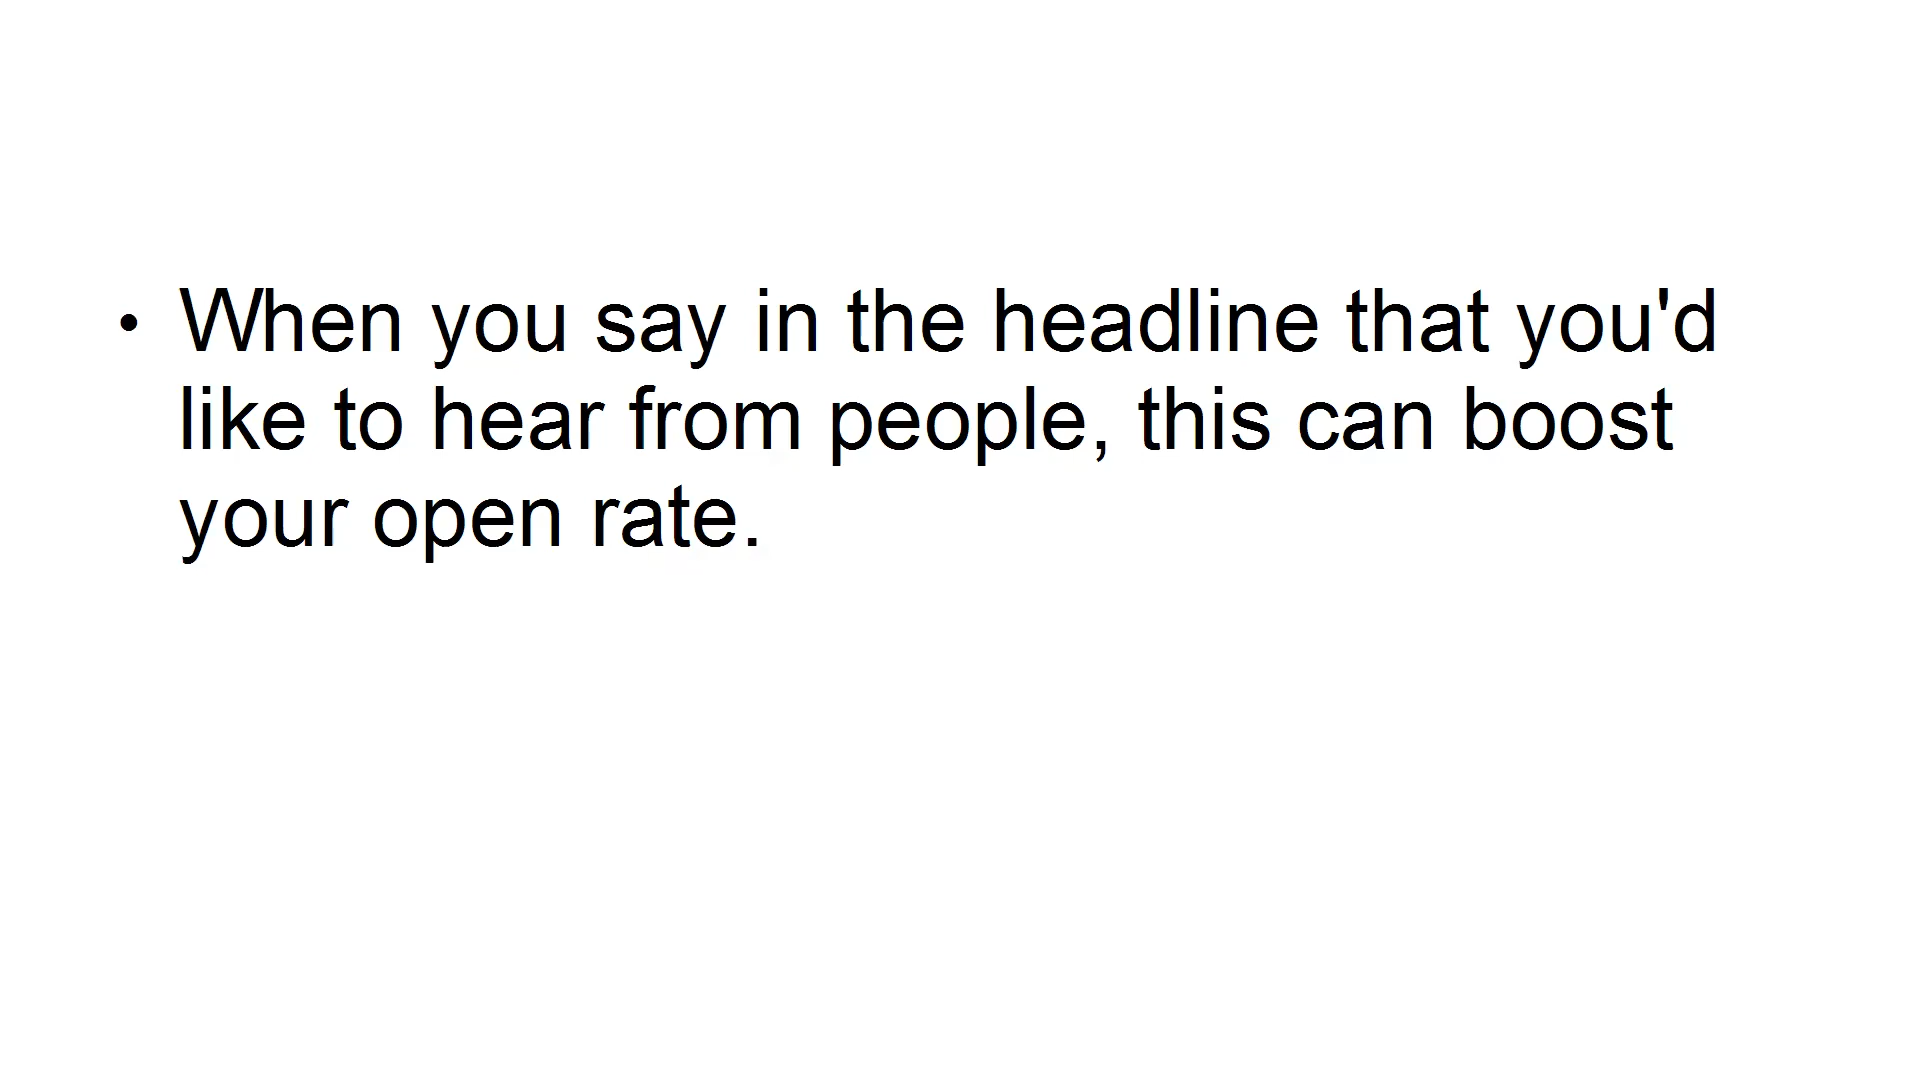 • When you say in the headline that you'd
like to hear from people, this can boost
your open rate.